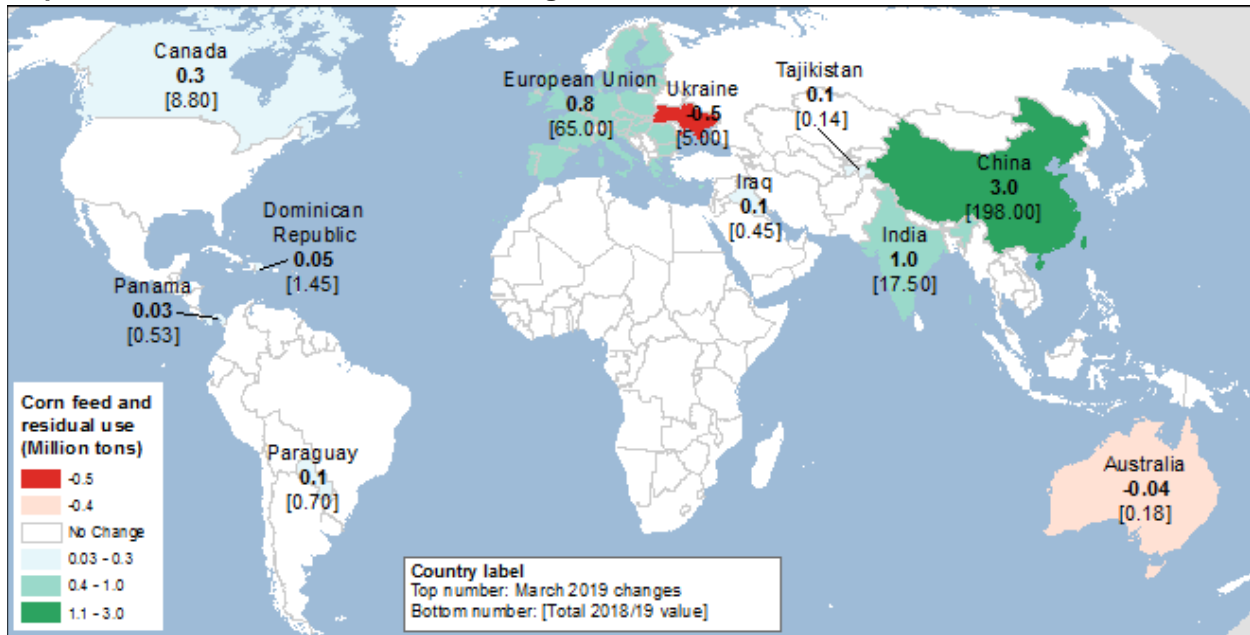 Canada
0.3
[8.80]
European Union
0.8
[65.00]
Ukraine
-0.5
[5.00]
Tajikistan
0.1
[0.14]
China
3.0
[198.00]
Iraq
0.1
[0.45]
India
1.0
[17.50]
Dominican
Republic
0.05
[1.45]
Panama
0.03
[0.53]
Paraguay
0.1
[0.70]
Australia
-0.04
[0.18]
Corn feed and
residual use
(Million tons)
-0.5
-0.4
No Change
0.03 - 0.3
0.4 - 1.0
1.1 - 3.0
Country label
Top number: March 2019 changes
Bottom number: [Total 2018/19 value]